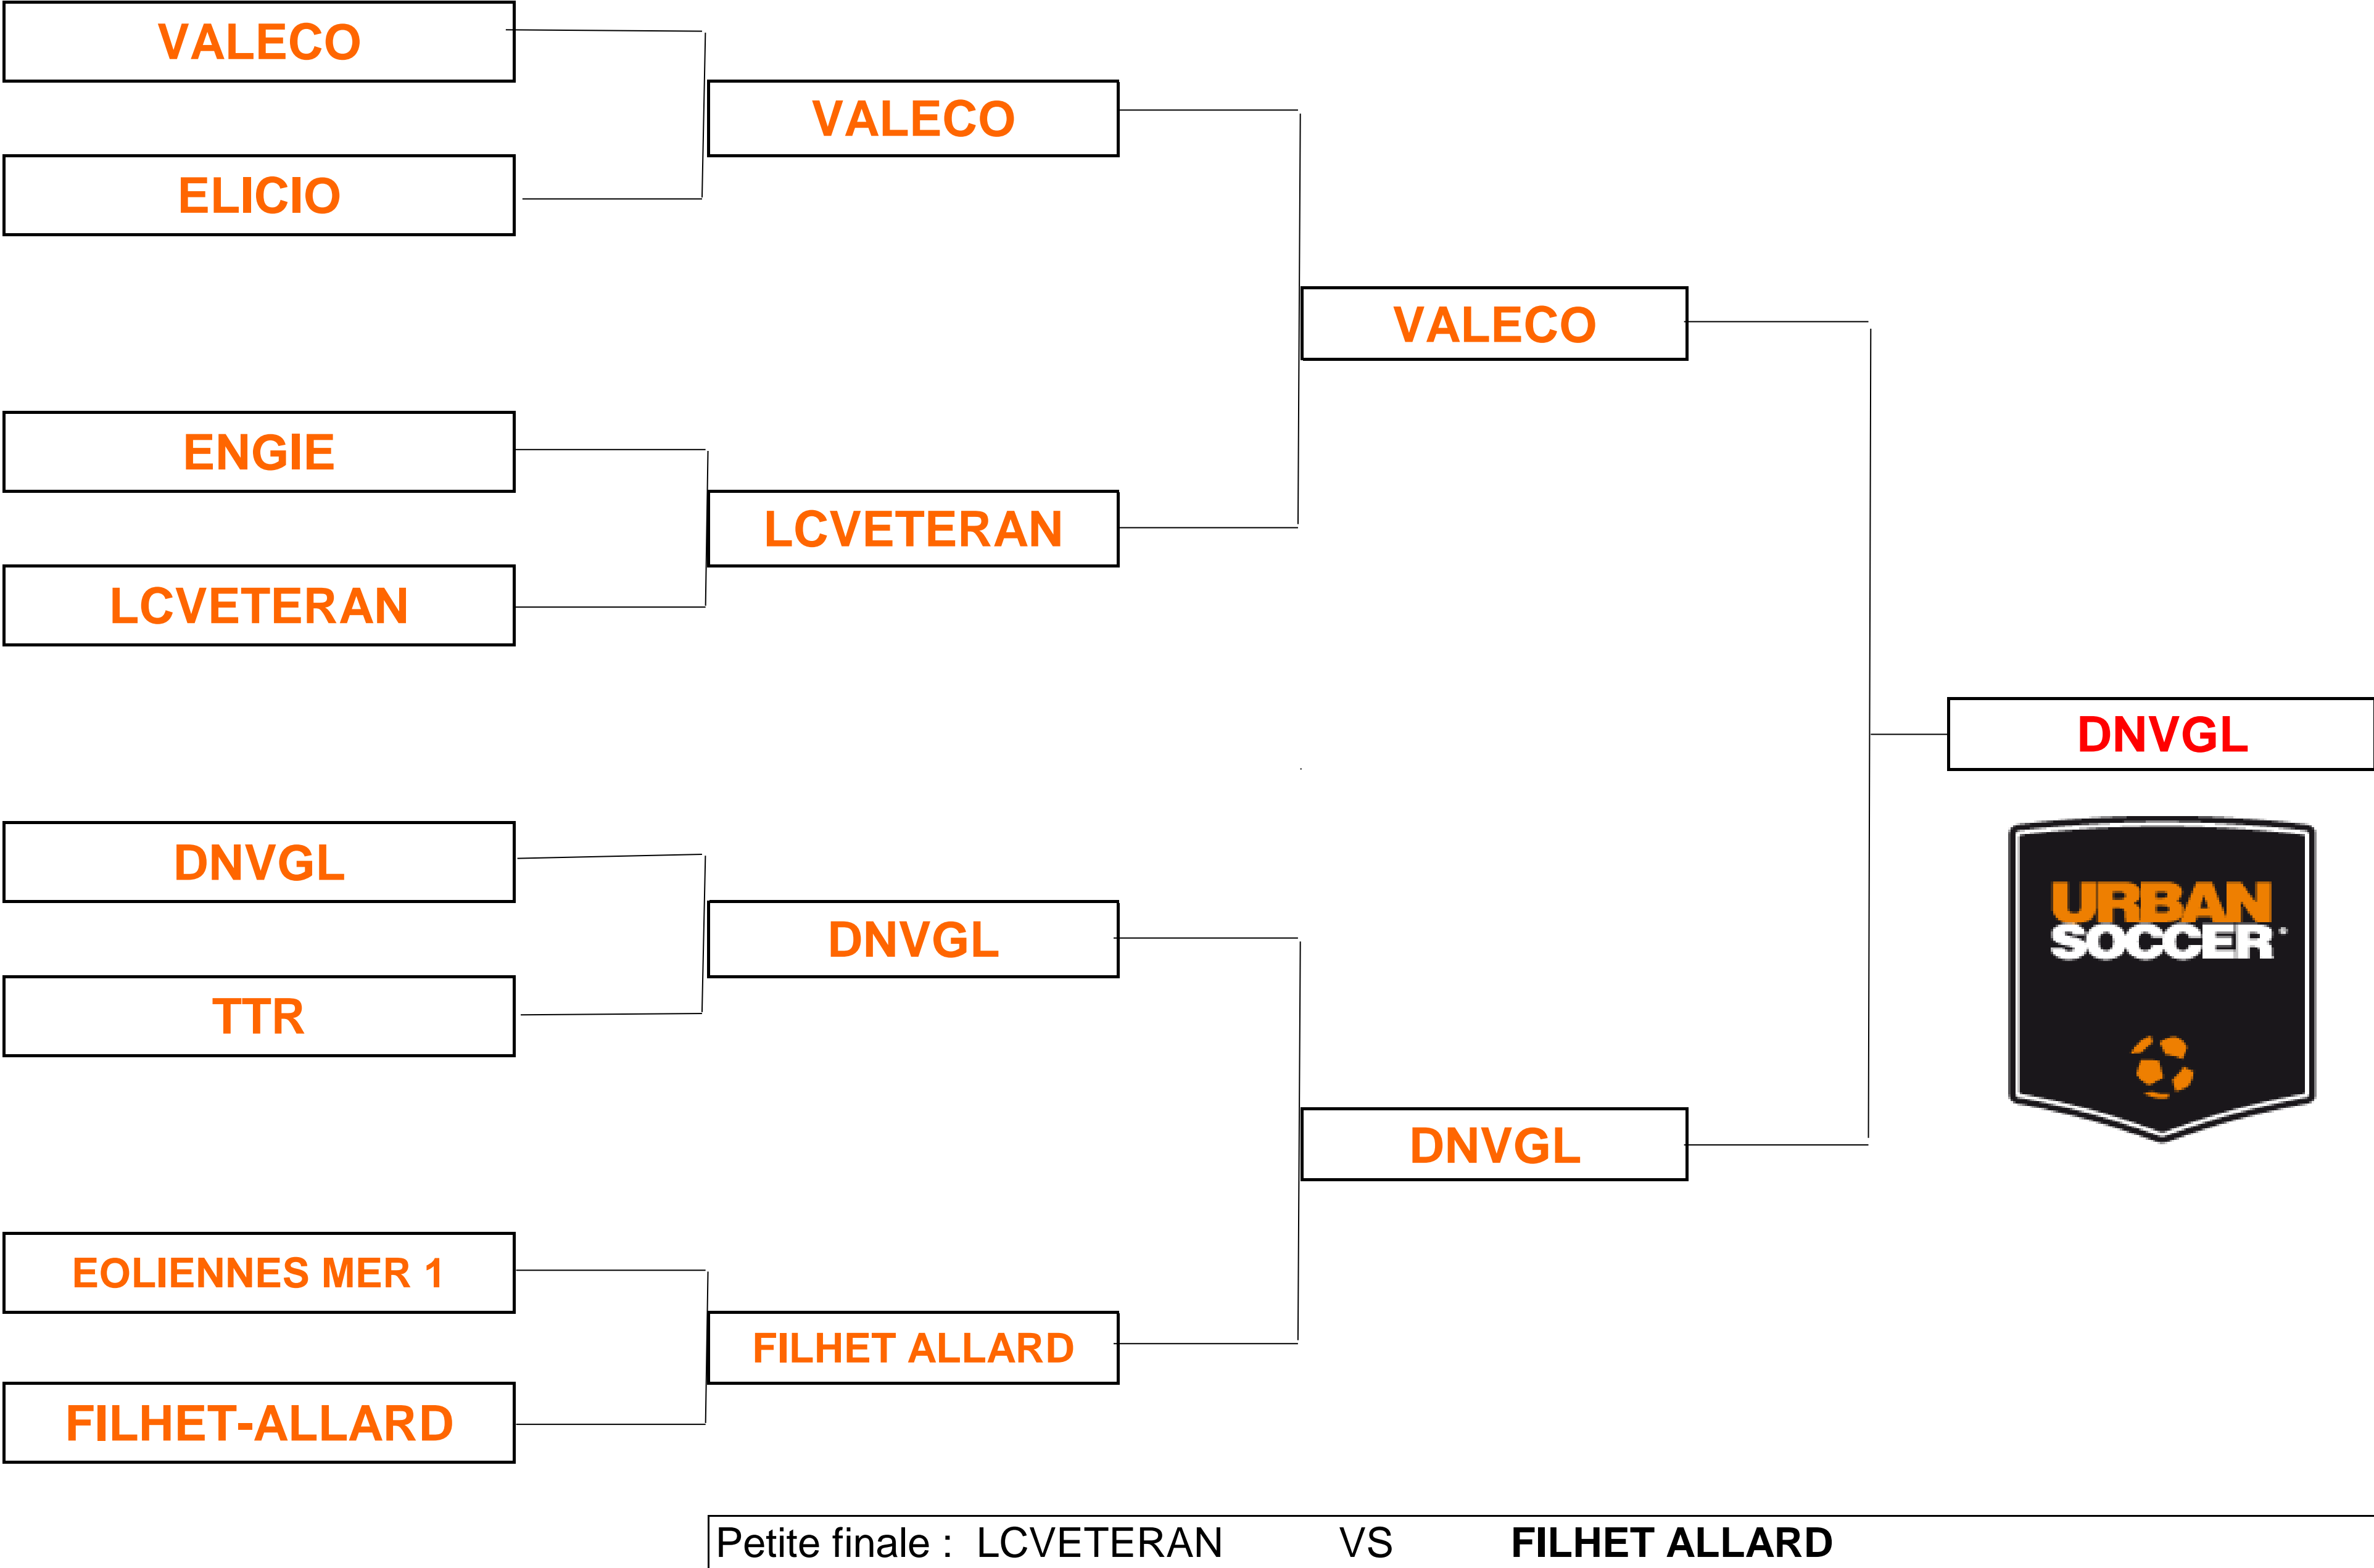 VALECO
ELICIO
ENGIE
LCVETERAN
DNVGL
TTR
EOLIENNES MER 1
FILHET-ALLARD
VALECO
LCVETERAN
DNVGL
FILHET ALLARD
VALECO
DNVGL
DNVGL
URBAN
SOCCER
Petite finale : LCVETERAN VS FILHET ALLARD